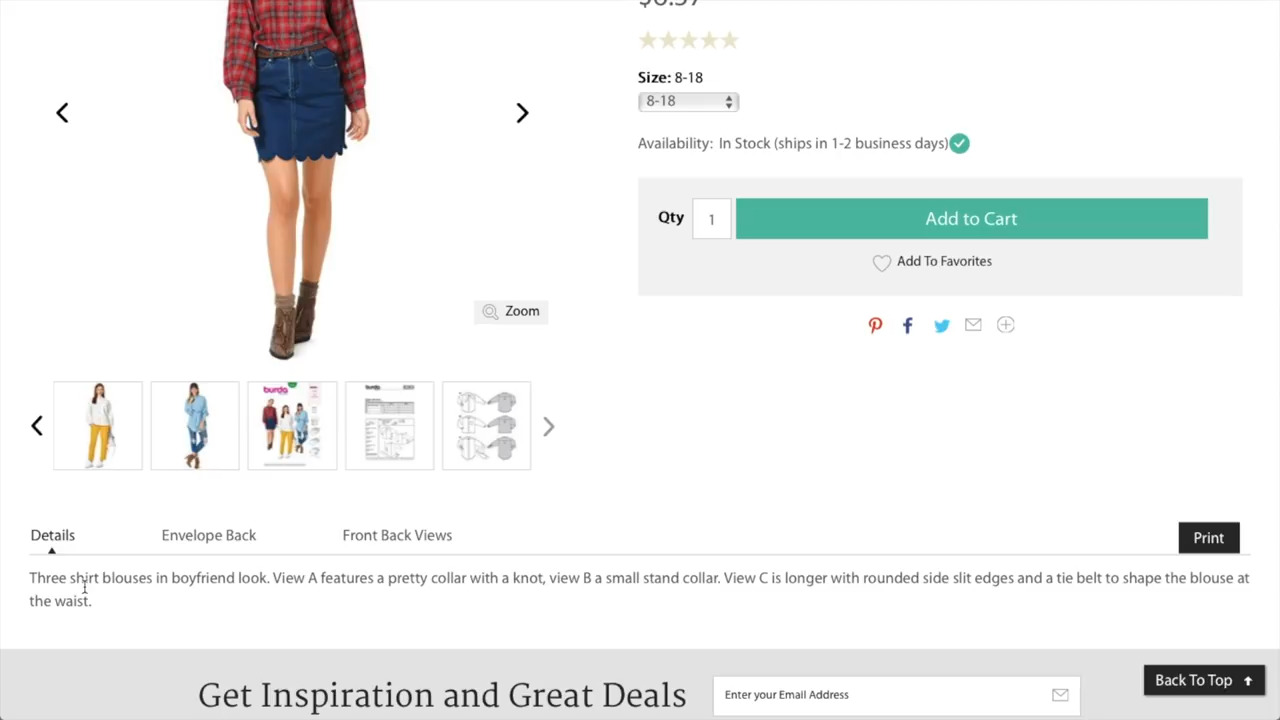 Size: 8-18
8-18
Availability: In Stock (ships in 1-2 business days)
Qty 1 Add to Cart
Add To Favorites
Zoom
burda
Details Envelope Back Front Back Views Print
Three shirt blouses in boyfriend look. View A features a pretty collar with a knot, view B a small stand collar. View C is longer with rounded side slit edges and a tie belt to shape the blouse at
the waist.
Get Inspiration and Great Deals Enter your Email Address
Back To Top